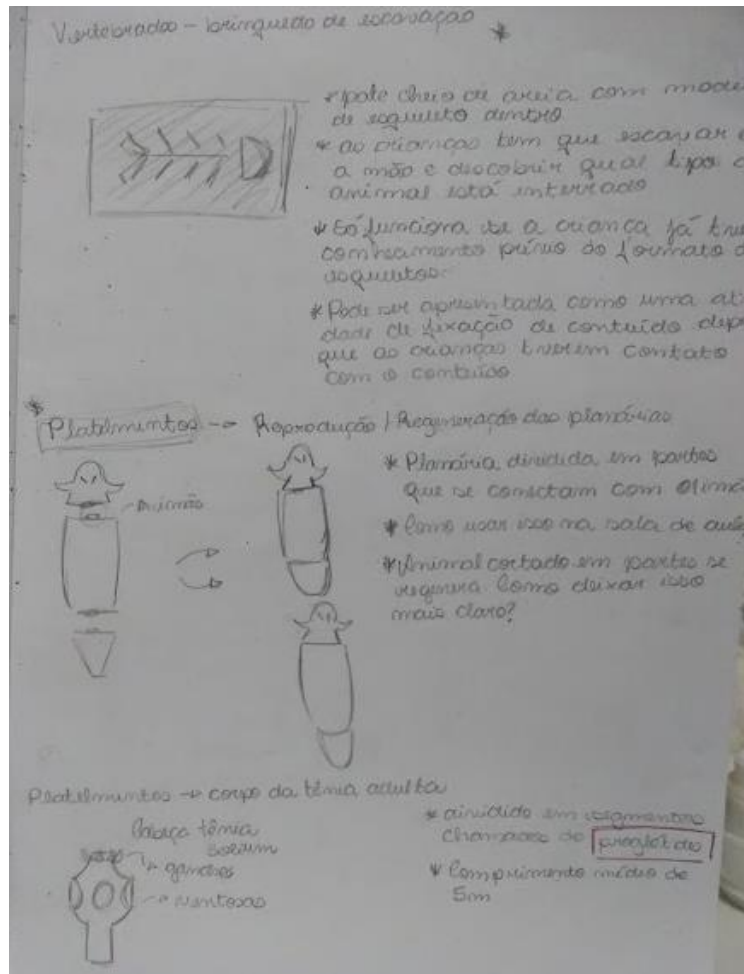 Vertebrados - brinquedo de escavação *
* pote cheio de areia com mode
de esqueleto dentro
* as crianças tem que escavar
a mão e descobrir qual tipo
animal está enterrado
* Só funciona se a criança já
conhecimento prévio do formato
esqueletos.
* Pode ser apresentada como uma ati
dade de fixação de conteúdo dep
que as crianças tiverem contato
com o conteúdo
*
Platelmintos -> Reprodução / Regeneração das planárias
* Planária dividida em partes
que se conectam com
* Como usar isso na sala de aul
* Animal cortado em partes se
regenera. Como deixar isso
mais claro?
Platelmintos -> corpo da tênia adulta
Cabeça tênia
solium
ganchos
ventosas
* dividido em segmentos
chamados de proglótides
* Comprimento médio de
5m